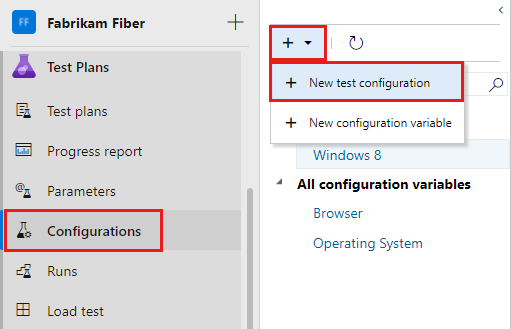 FF
Fabrikam Fiber
Test Plans
Test plans
Progress report
Parameters
Configurations
Runs
Load test
New test configuration
New configuration variable
Windows 8
All configuration variables
Browser
Operating System